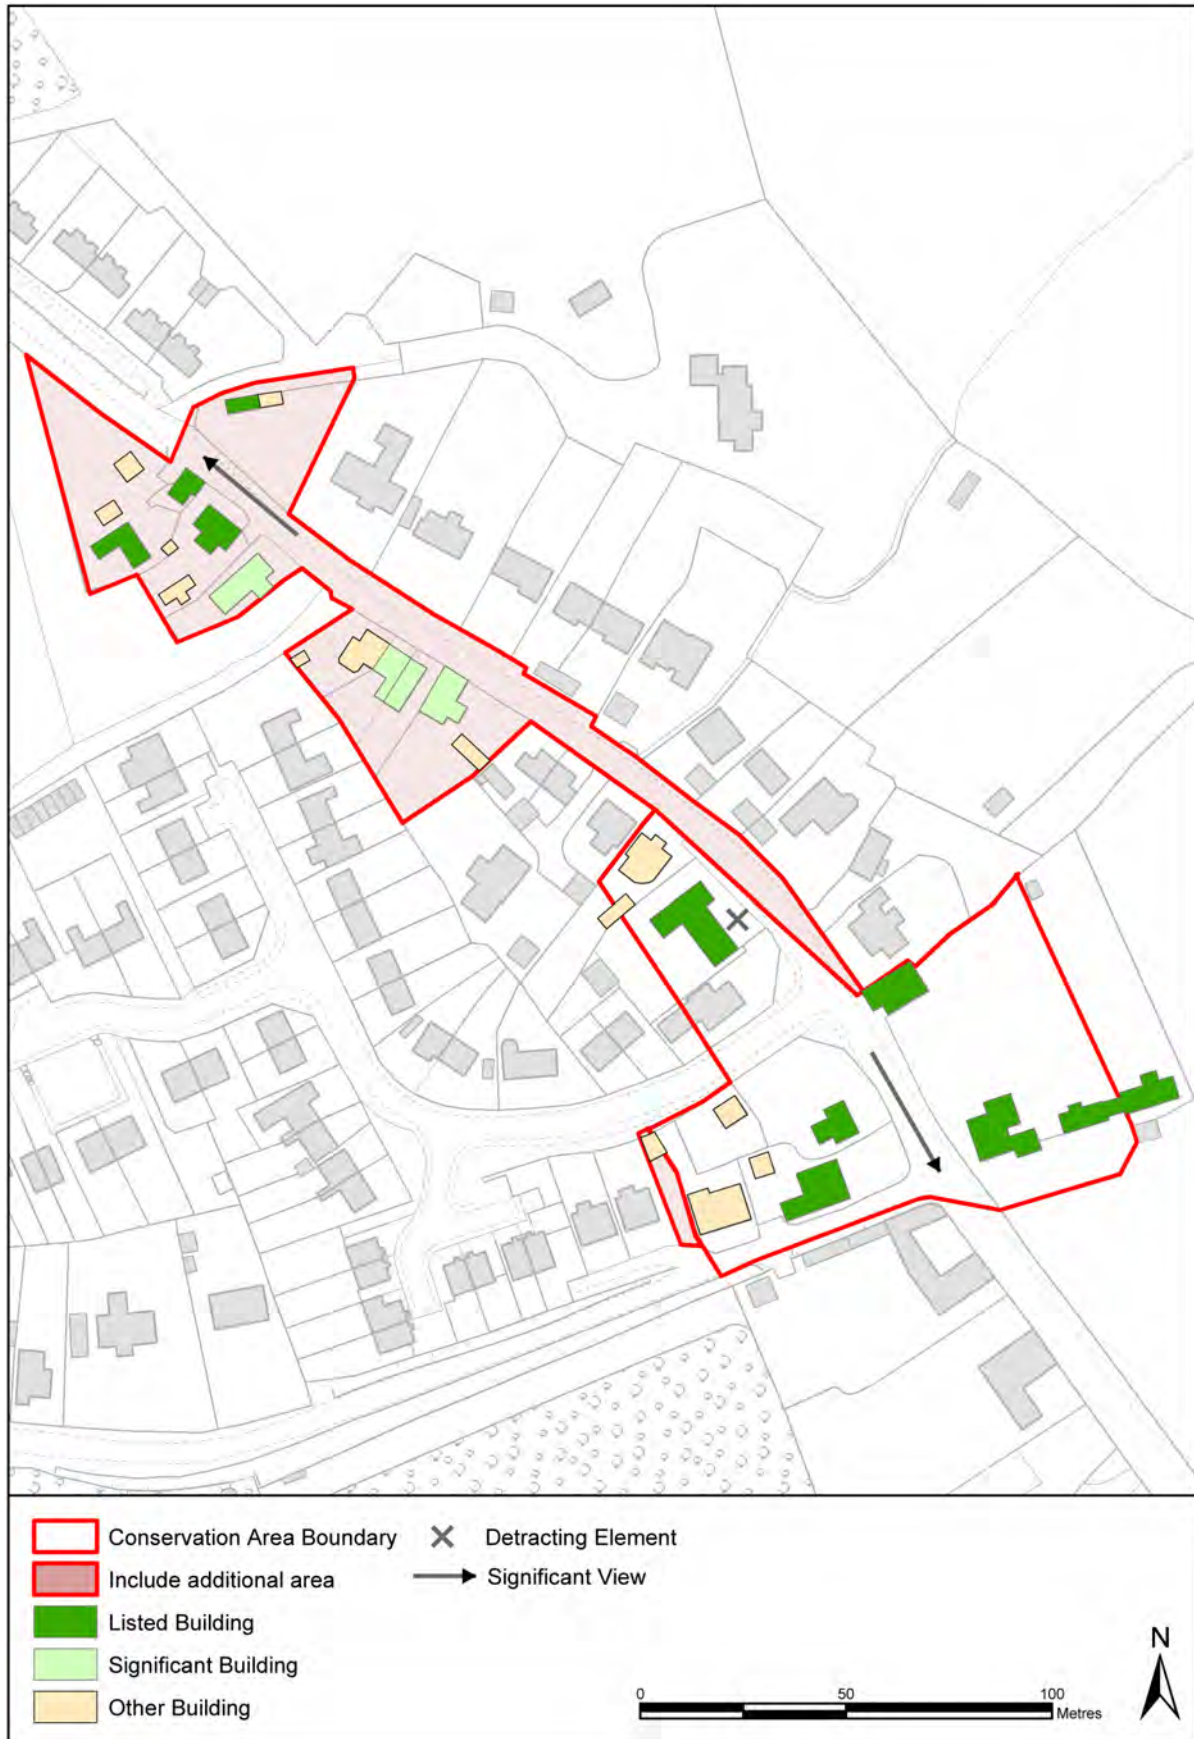 Conservation Area Boundary
Include additional area
Listed Building
Significant Building
Other Building
Detracting Element
Significant View
N
0 50 100
Metres